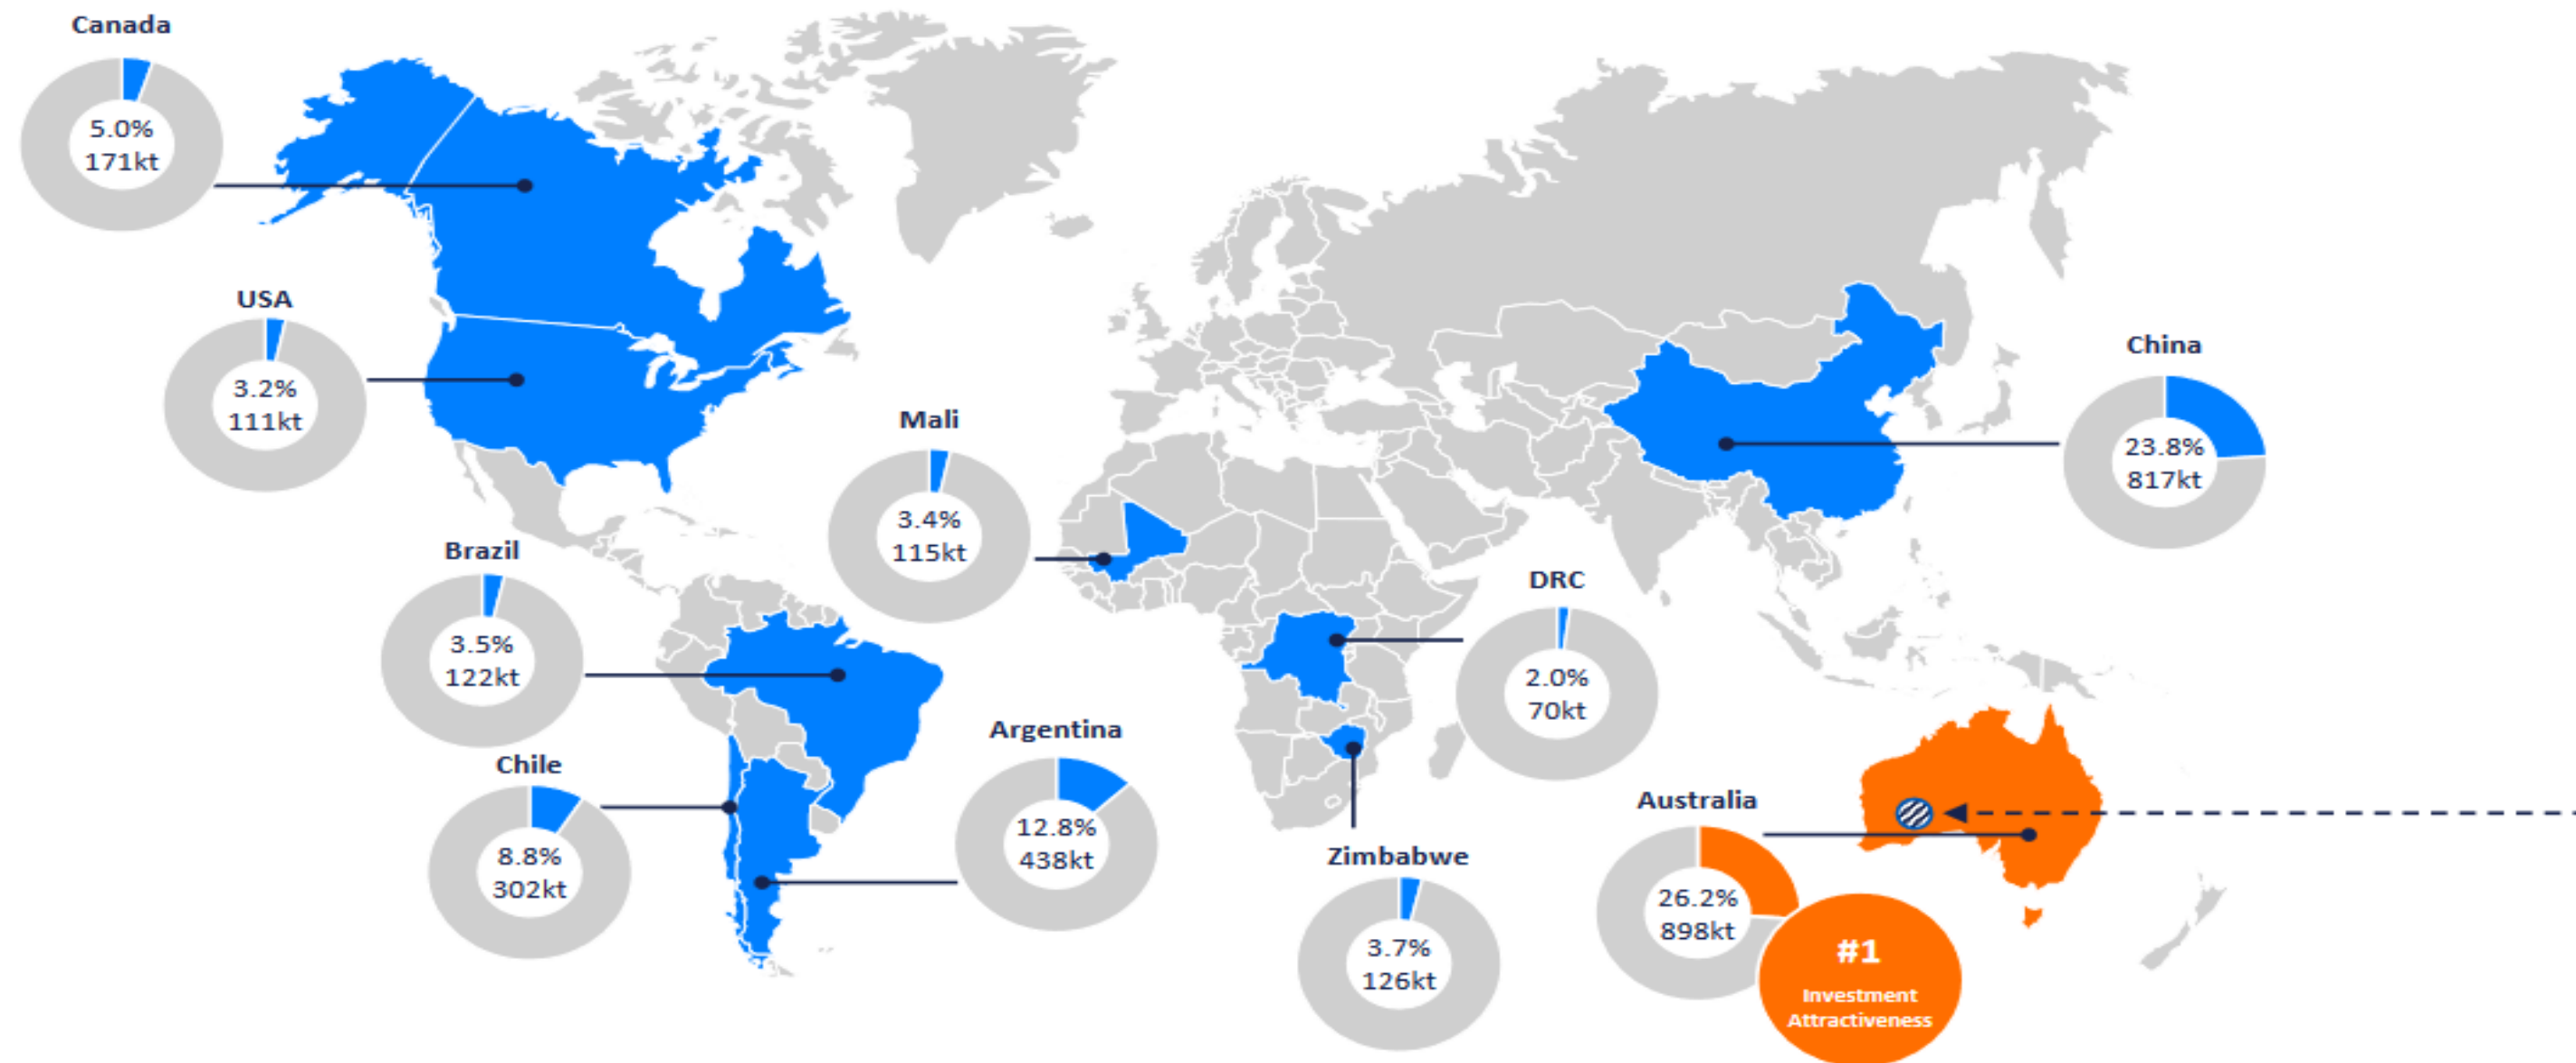 Canada
5.0%
171kt
USA
3.2%
111kt
Mali
3.4%
115kt
China
23.8%
817kt
Brazil
3.5%
122kt
DRC
2.0%
70kt
Chile
8.8%
302kt
Argentina
12.8%
438kt
Zimbabwe
3.7%
126kt
Australia
26.2%
898kt
#1
Investment
Attractiveness